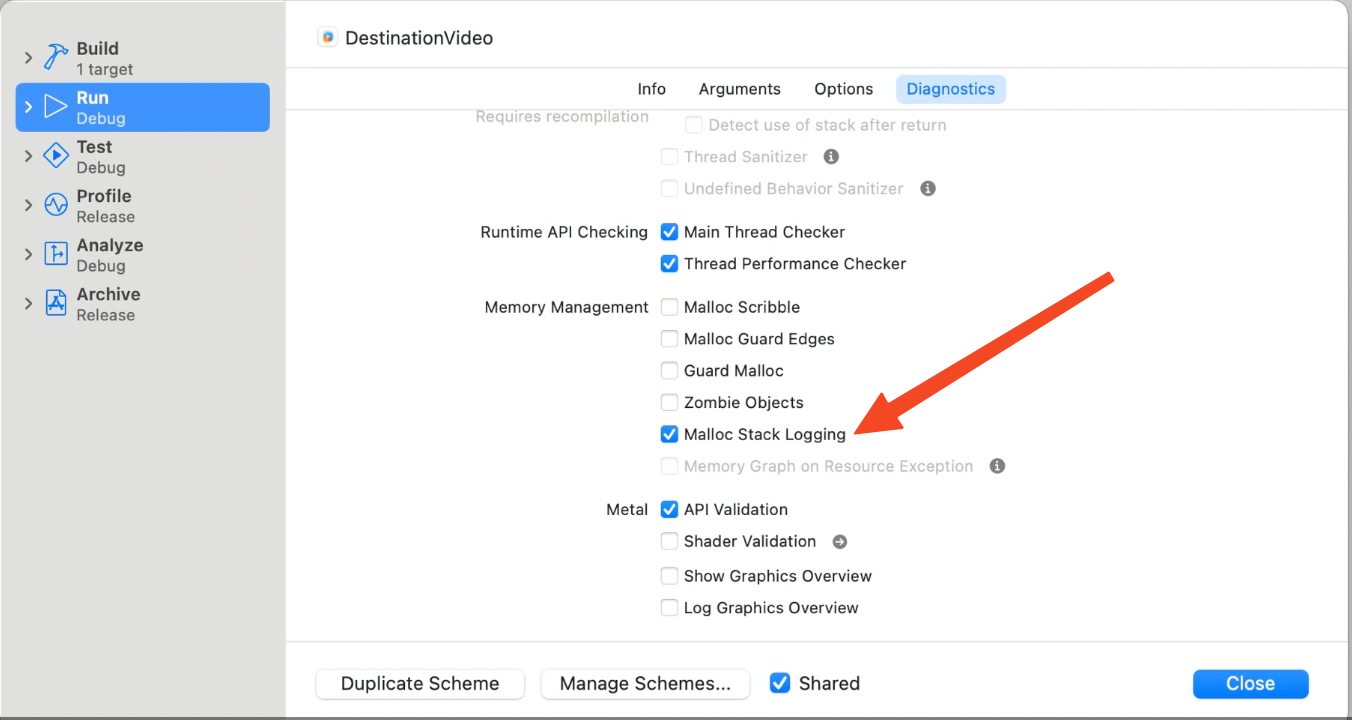 Build
1 target
Run
Debug
Test
Debug
Profile
Release
Analyze
Debug
Archive
Release
DestinationVideo
Info Arguments Options Diagnostics
Requires recompilation
Detect use of stack after return
Thread Sanitizer
Undefined Behavior Sanitizer
Runtime API Checking Main Thread Checker
Thread Performance Checker
Memory Management Malloc Scribble
Malloc Guard Edges
Guard Malloc
Zombie Objects
Malloc Stack Logging
Memory Graph on Resource Exception
Metal API Validation
Shader Validation
Show Graphics Overview
Log Graphics Overview
Duplicate Scheme Manage Schemes... Shared Close